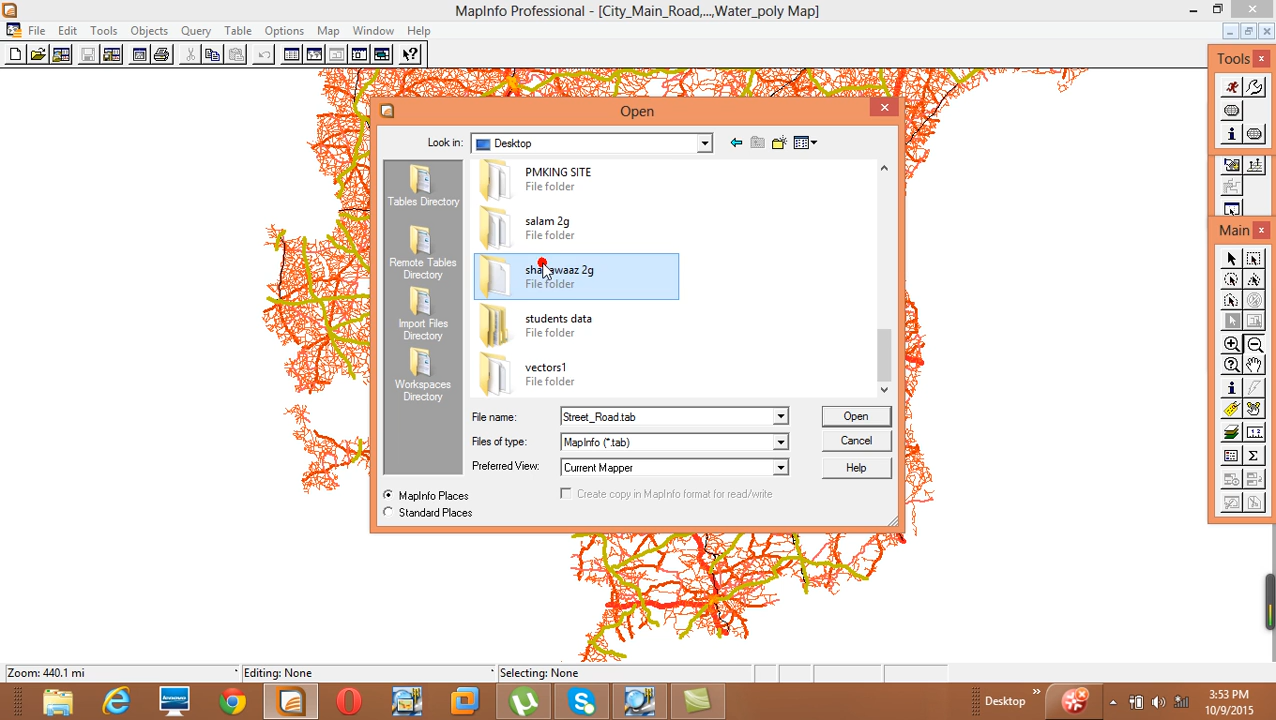 MapInfo Professional - [City_Main_Road,...,Water_poly Map]
File Edit Tools Objects Query Table Options Map Window Help
Tools
Open
Look in: Desktop
Tables Directory
Remote Tables Directory
Import Files Directory
Workspaces Directory
PMKING SITE
File folder
salam 2g
File folder
2g
File folder
students data
File folder
vectors1
File folder
File name: Street_Road.tab Open
Files of type: MapInfo (*.tab) Cancel
Preferred View: Current Mapper Help
Create copy in MapInfo format for read/write
MapInfo Places
Standard Places
Main
Zoom: 440.1 mi Editing: None Selecting: None
Desktop
3:53 PM
10/9/2015